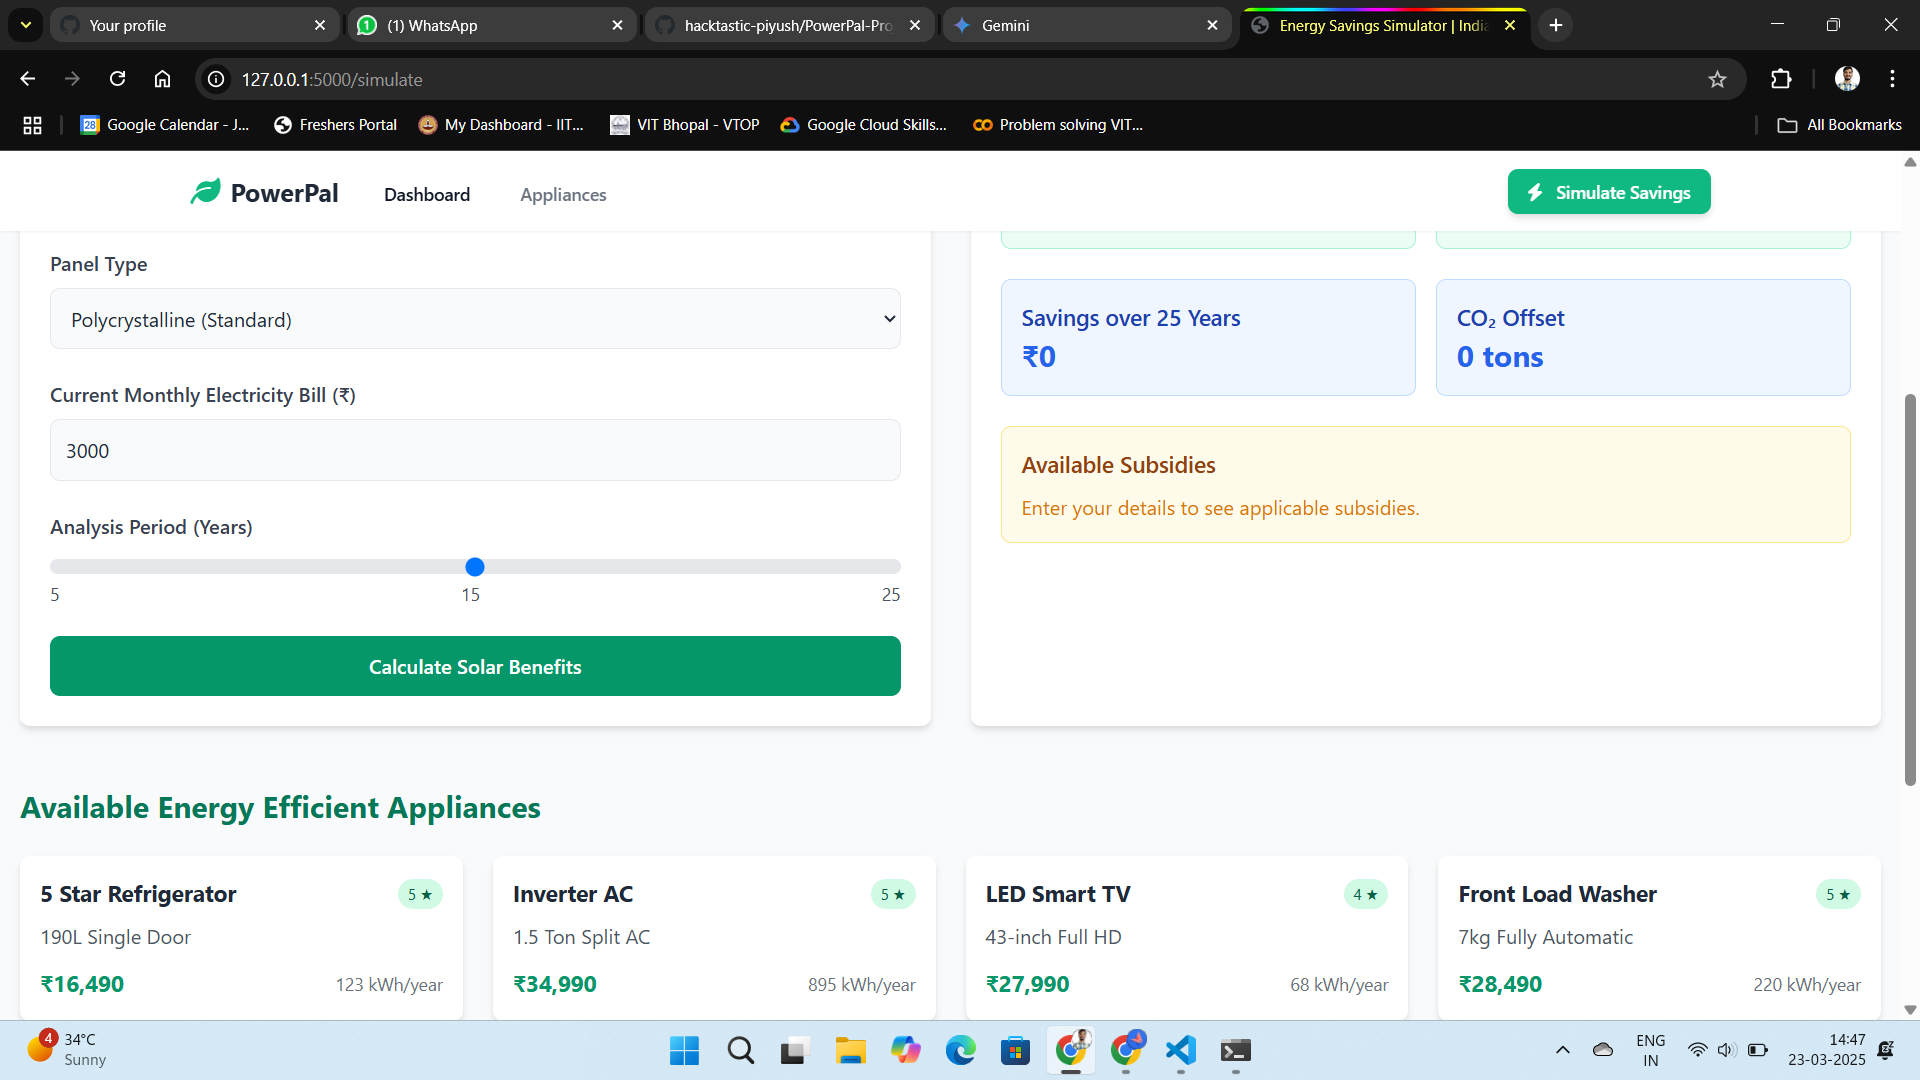 Your profile
(1) WhatsApp
hacktastic-piyush/PowerPal-Pro
Gemini
Energy Savings Simulator | India
127.0.0.1:5000/simulate
28
Google Calendar - J...
Freshers Portal
My Dashboard - IIT...
VIT Bhopal - VTOP
Google Cloud Skills...
Problem solving VIT...
All Bookmarks
PowerPal
Dashboard
Appliances
Simulate Savings
Panel Type
Polycrystalline (Standard)
Current Monthly Electricity Bill (₹)
3000
Analysis Period (Years)
5
15
25
Calculate Solar Benefits
Savings over 25 Years
₹0
CO₂ Offset
0 tons
Available Subsidies
Enter your details to see applicable subsidies.
Available Energy Efficient Appliances
5 Star Refrigerator
5 ★
190L Single Door
₹16,490
123 kWh/year
Inverter AC
5 ★
1.5 Ton Split AC
₹34,990
895 kWh/year
LED Smart TV
4 ★
43-inch Full HD
₹27,990
68 kWh/year
Front Load Washer
5 ★
7kg Fully Automatic
₹28,490
220 kWh/year
4
34°C
Sunny
ENG
IN
14:47
23-03-2025